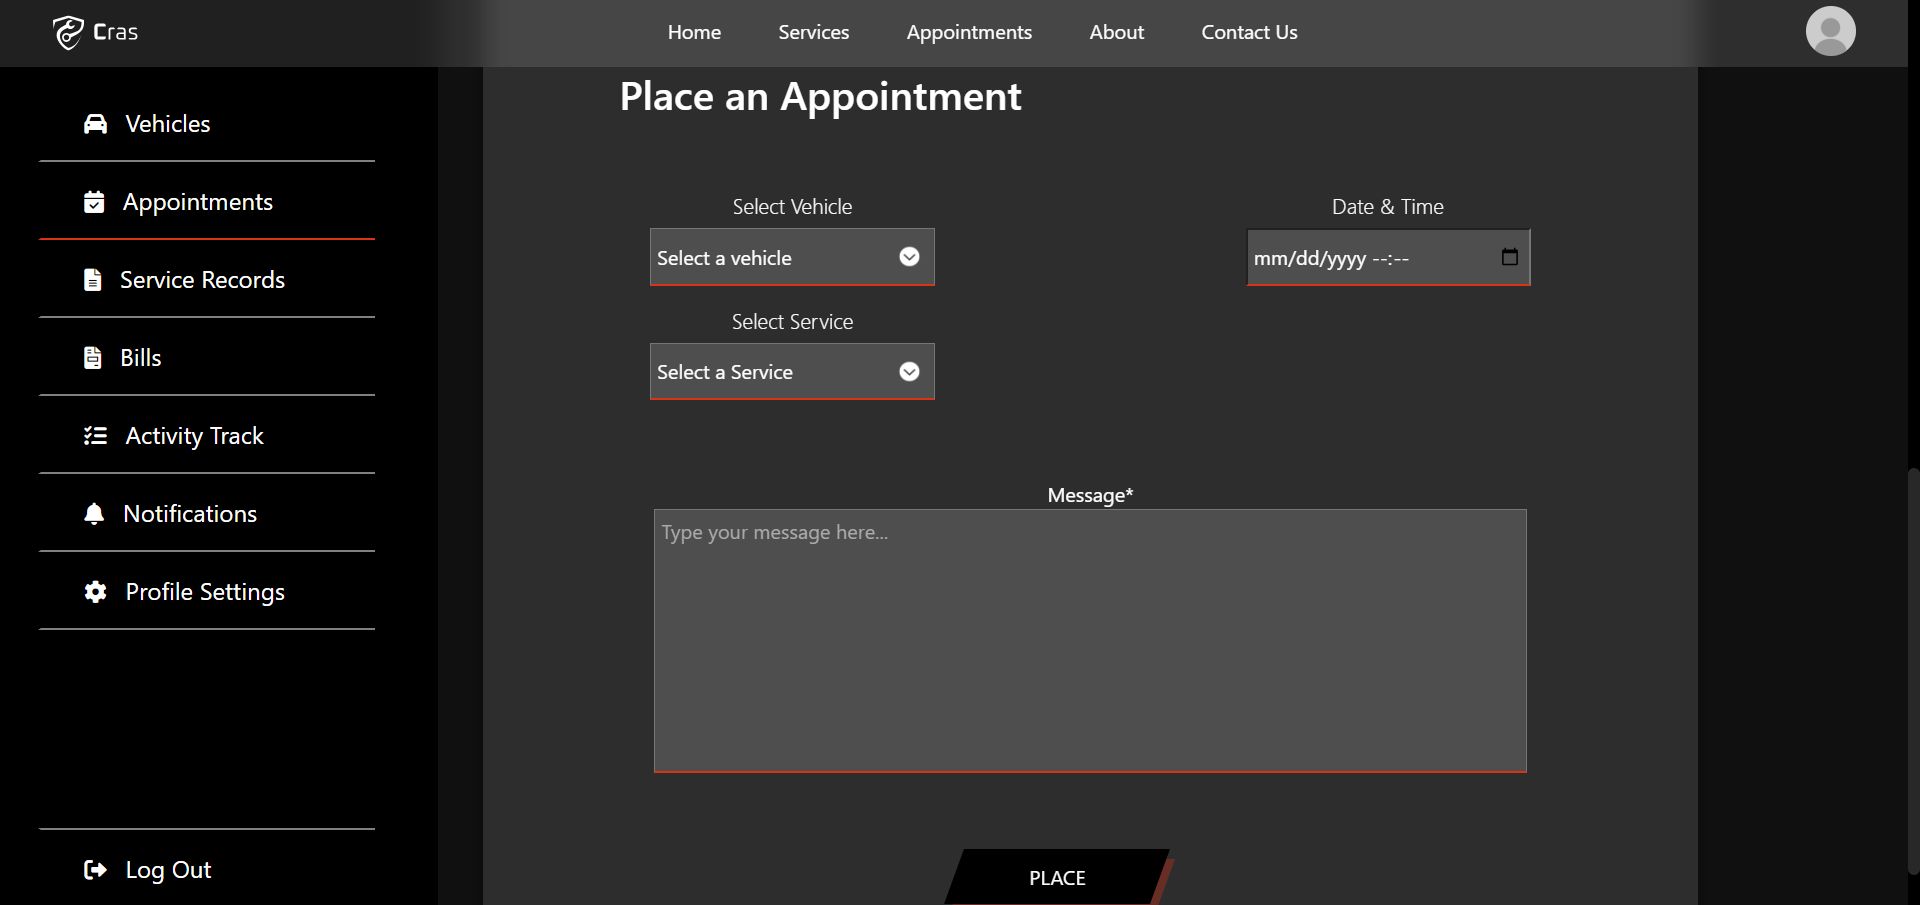 Cras
Home Services Appointments About Contact Us
Vehicles
Appointments
Service Records
Bills
Activity Track
Notifications
Profile Settings
Log Out
Place an Appointment
Select Vehicle
Select a vehicle
Date & Time
mm/dd/yyyy --:--
Select Service
Select a Service
Message*
Type your message here...
PLACE